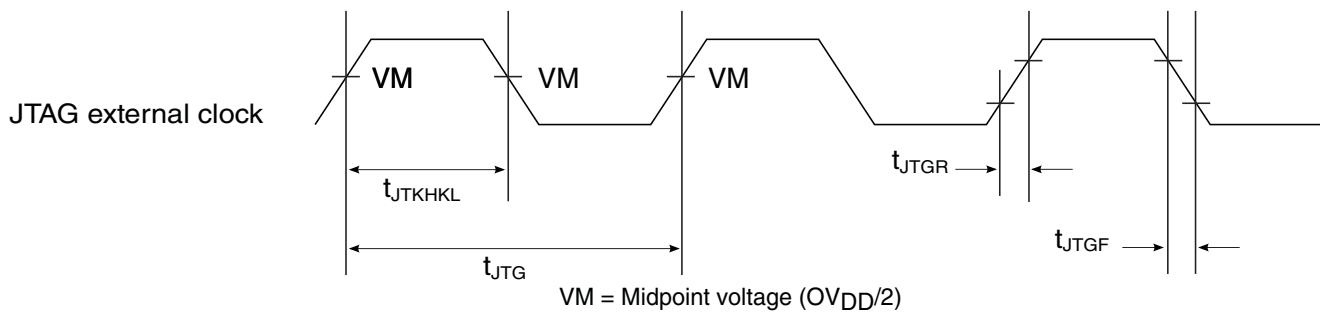 VM VM VM
JTAG external clock
tJTGR
tJTKHKL
tJTGF
tJTG
VM = Midpoint voltage (OVDD/2)